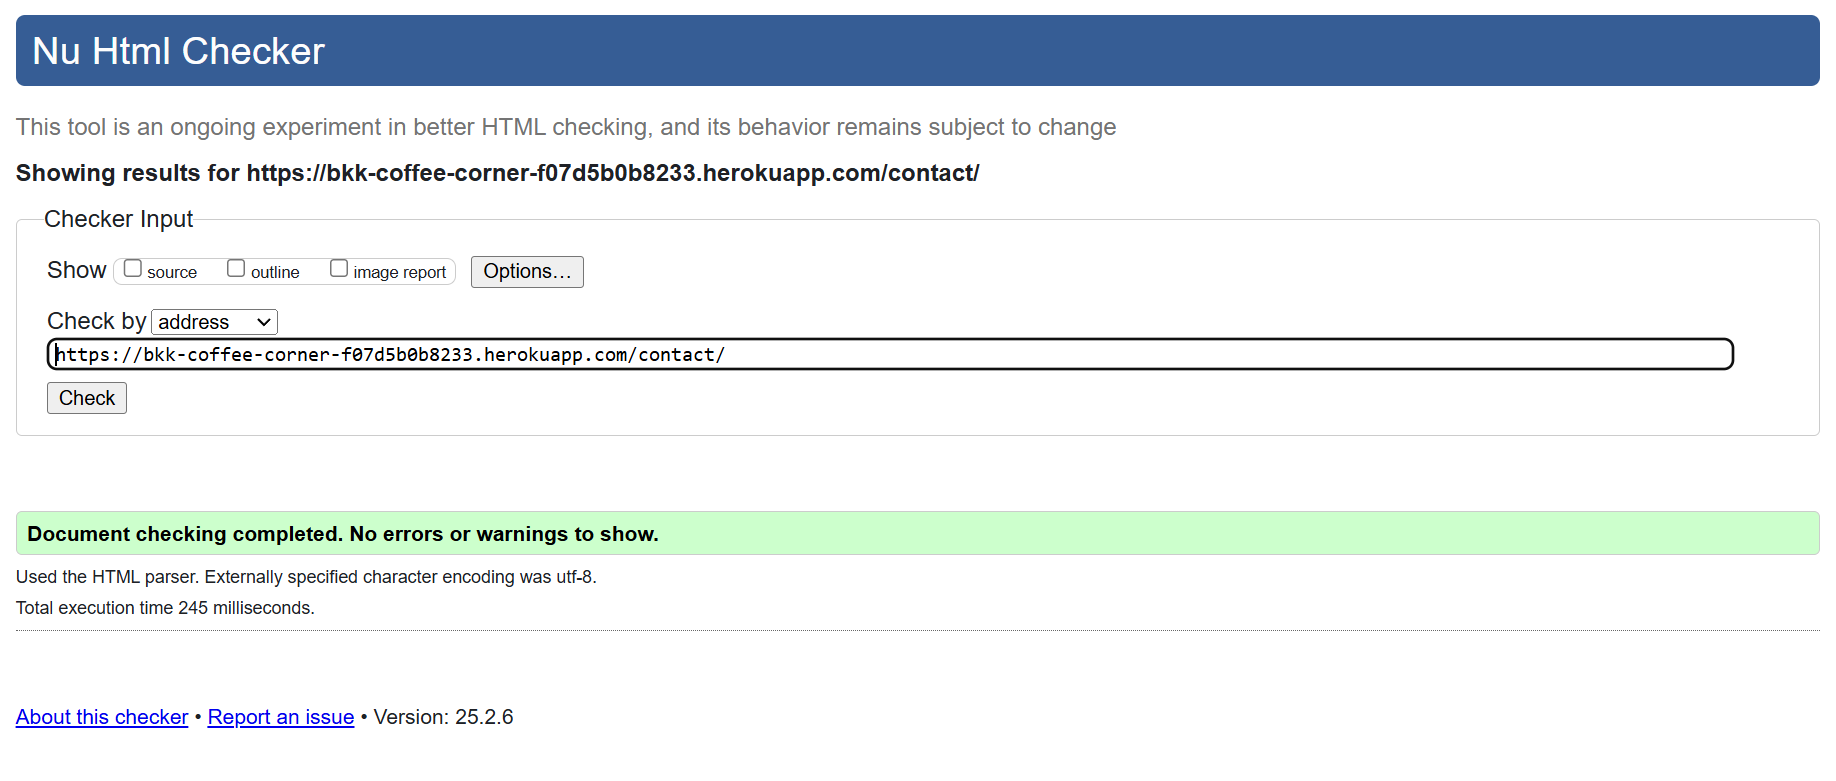 Nu Html Checker
This tool is an ongoing experiment in better HTML checking, and its behavior remains subject to change
Showing results for https://bkk-coffee-corner-f07d5b0b8233.herokuapp.com/contact/
Checker Input
Show source outline image report Options…
Check by address
https://bkk-coffee-corner-f07d5b0b8233.herokuapp.com/contact/
Check
Document checking completed. No errors or warnings to show.
Used the HTML parser. Externally specified character encoding was utf-8.
Total execution time 245 milliseconds.
About this checker • Report an issue • Version: 25.2.6